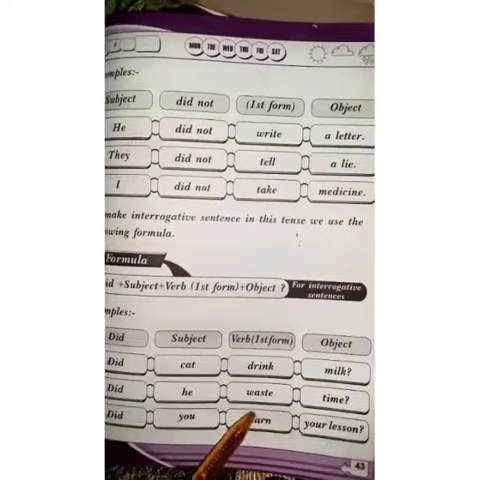 MON TUE WED THU FRI SAT
mples:-
Subject did not (1st form) Object
He did not write a letter.
They did not tell a lie.
I did not take medicine.
make interrogative sentence in this tense we use the
wing formula.
Formula
id +Subject+Verb (1st form)+Object ? For interrogative sentences
mples:-
Did Subject Verb(1stform) Object
Did cat drink milk?
Did he waste time?
Did you arn your lesson?
43